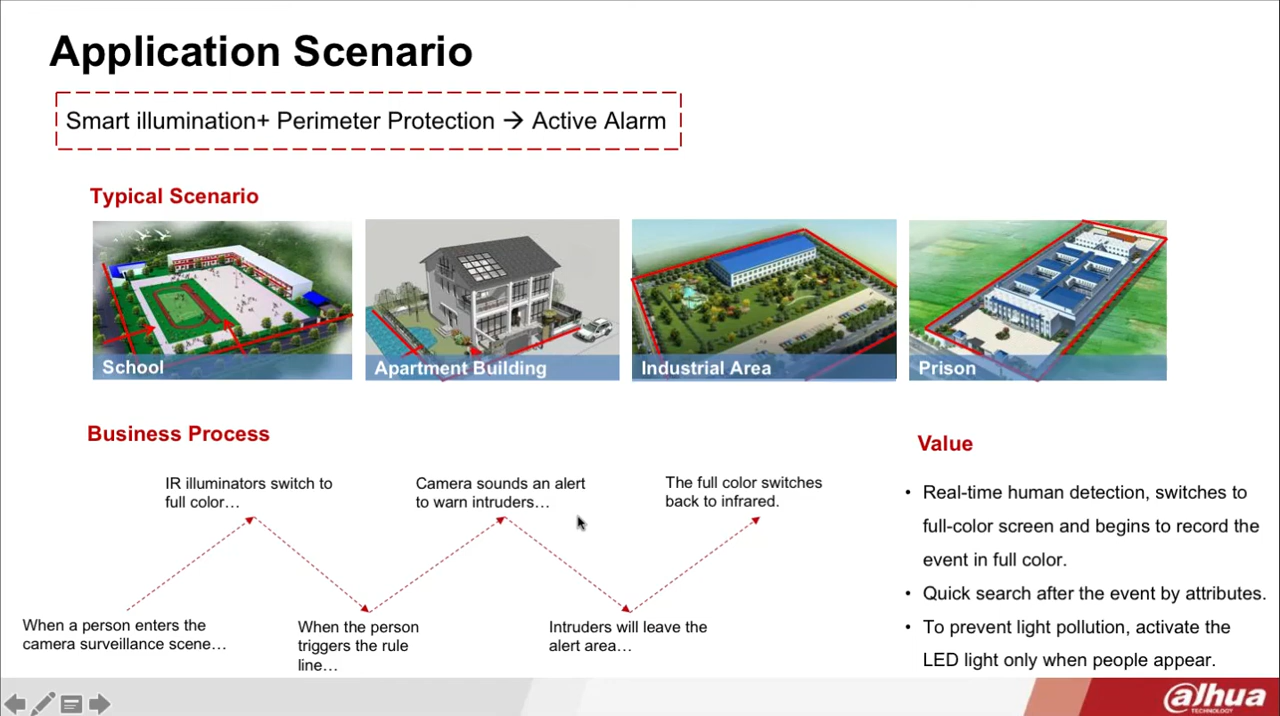 Application Scenario
Smart illumination+ Perimeter Protection → Active Alarm
Typical Scenario
School
Apartment Building
Industrial Area
Prison
Business Process
IR illuminators switch to
full color…
Camera sounds an alert
to warn intruders…
The full color switches
back to infrared.
When a person enters the
camera surveillance scene…
When the person
triggers the rule
line…
Intruders will leave the
alert area…
Value
• Real-time human detection, switches to
full-color screen and begins to record the
event in full color.
• Quick search after the event by attributes.
• To prevent light pollution, activate the
LED light only when people appear.
alhua
TECHNOLOGY